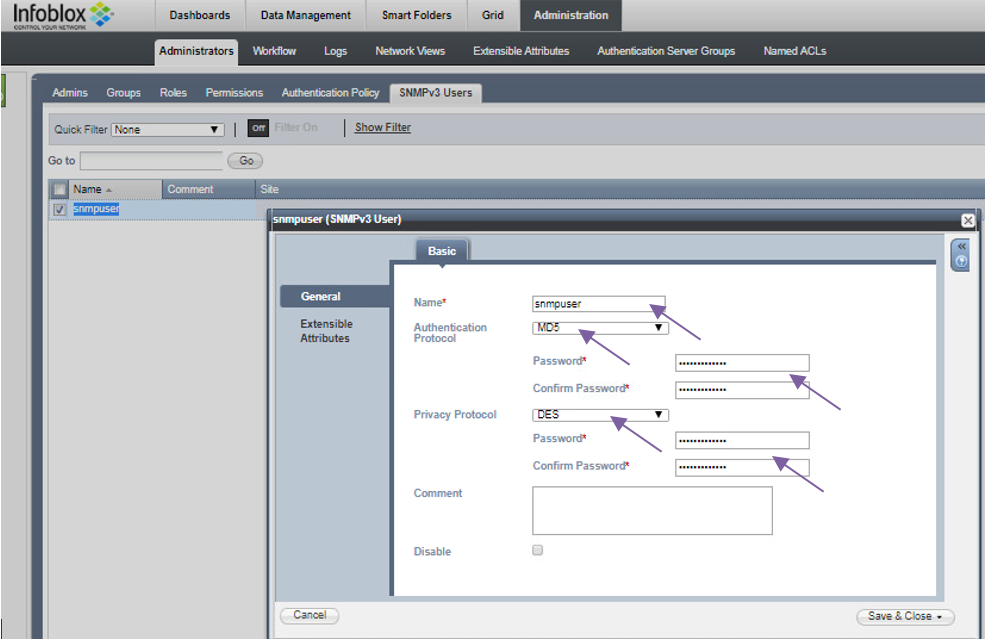 Infoblox
CONTROL YOUR NETWORK
Dashboards Data Management Smart Folders Grid Administration
Administrators Workflow Logs Network Views Extensible Attributes Authentication Server Groups Named ACLs
Admins Groups Roles Permissions Authentication Policy SNMPv3 Users
Quick Filter None Off Filter On Show Filter
Go to Go
Name Comment Site
snmpuser
snmpuser (SNMPv3 User)
Basic
General
Extensible
Attributes
Name* snmpuser
Authentication
Protocol MD5
Password* •••••••••••••
Confirm Password* •••••••••••••
Privacy Protocol DES
Password* •••••••••••••
Confirm Password* •••••••••••••
Comment
Disable
Cancel Save & Close